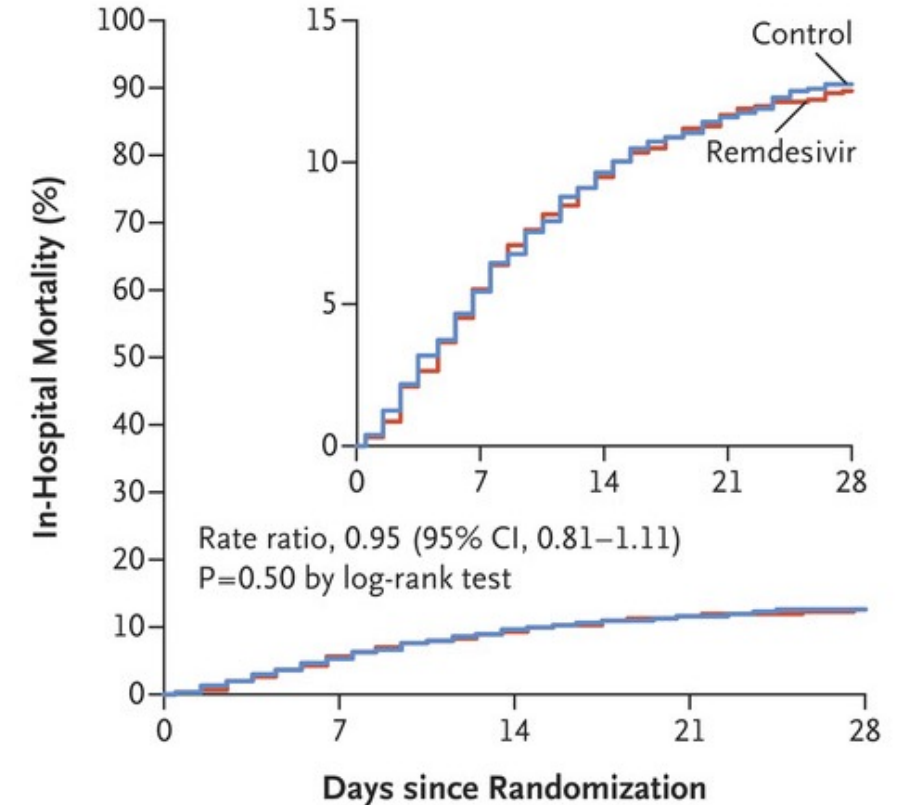 100
90
80
70
60
50
40
30
20
10
0
In-Hospital Mortality (%)
15
10
5
0
0 7 14 21 28
Control
Remdesivir
Rate ratio, 0.95 (95% CI, 0.81–1.11)
P=0.50 by log-rank test
0 7 14 21 28
Days since Randomization